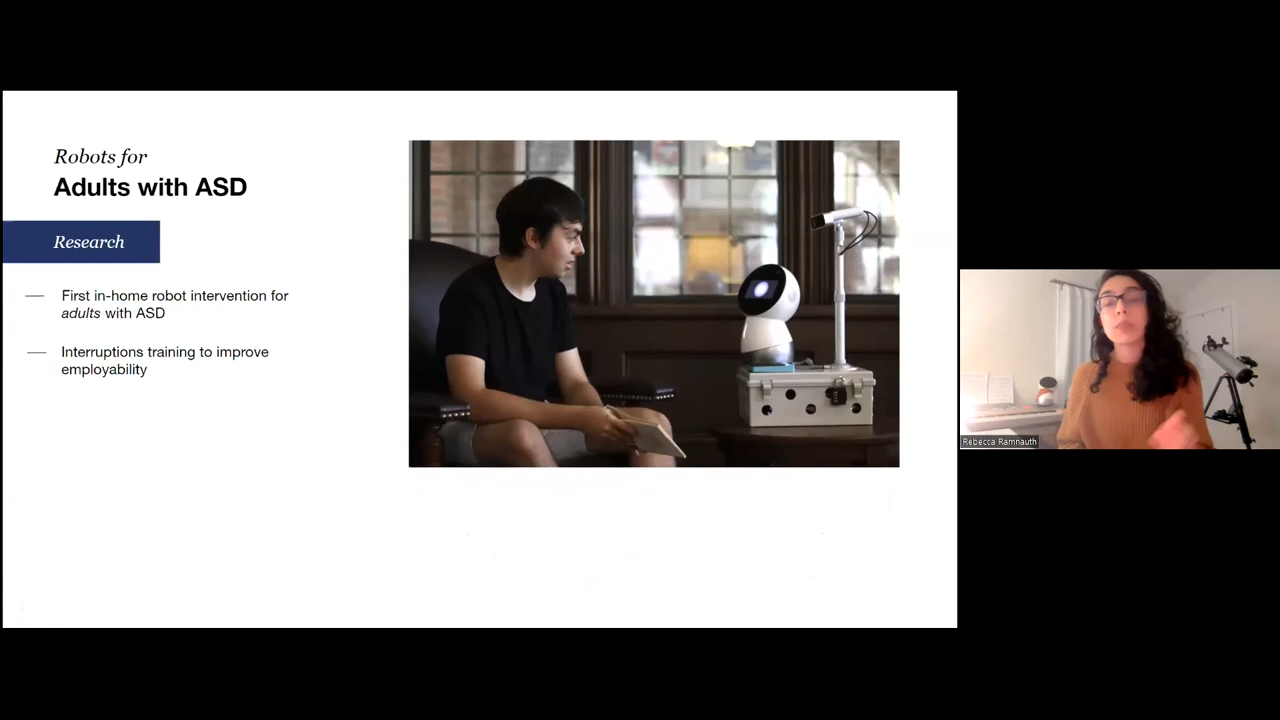 Robots for
Adults with ASD
Research
First in-home robot intervention for
adults with ASD
Interruptions training to improve
employability
Rebecca Ramnauth